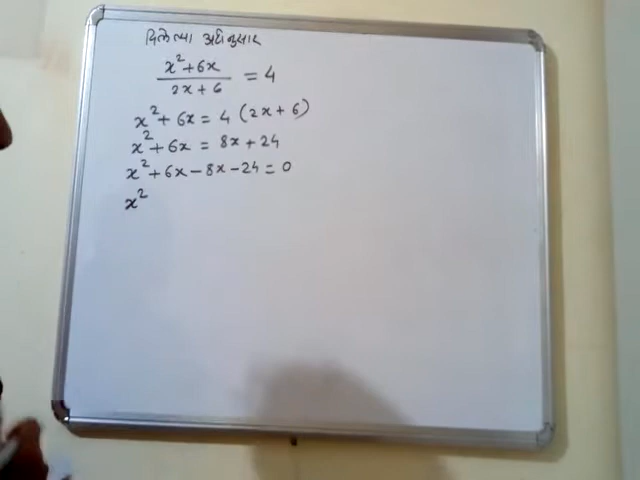 दिलेल्या अटीनुसार
x²+6x / 2x+6 = 4
x²+6x = 4 (2x+6)
x²+6x = 8x+24
x²+6x-8x-24=0
x²